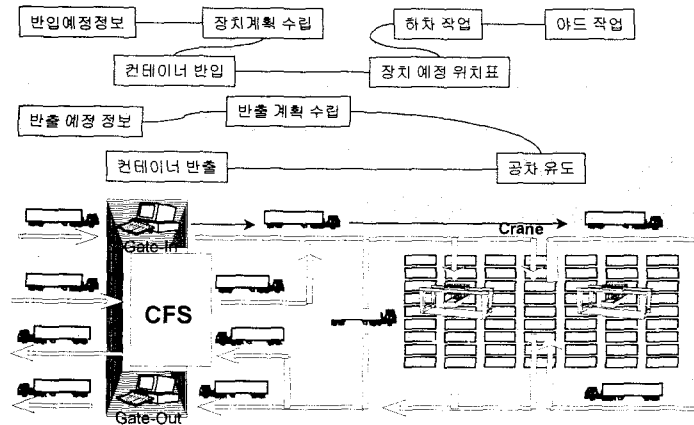 반입예정정보
장치계획 수립
하차 작업
야드 작업
컨테이너 반입
장치 예정 위치표
반출 예정 정보
반출 계획 수립
컨테이너 반출
공차 유도
Gate-In
Crane
CFS
Gate-Out